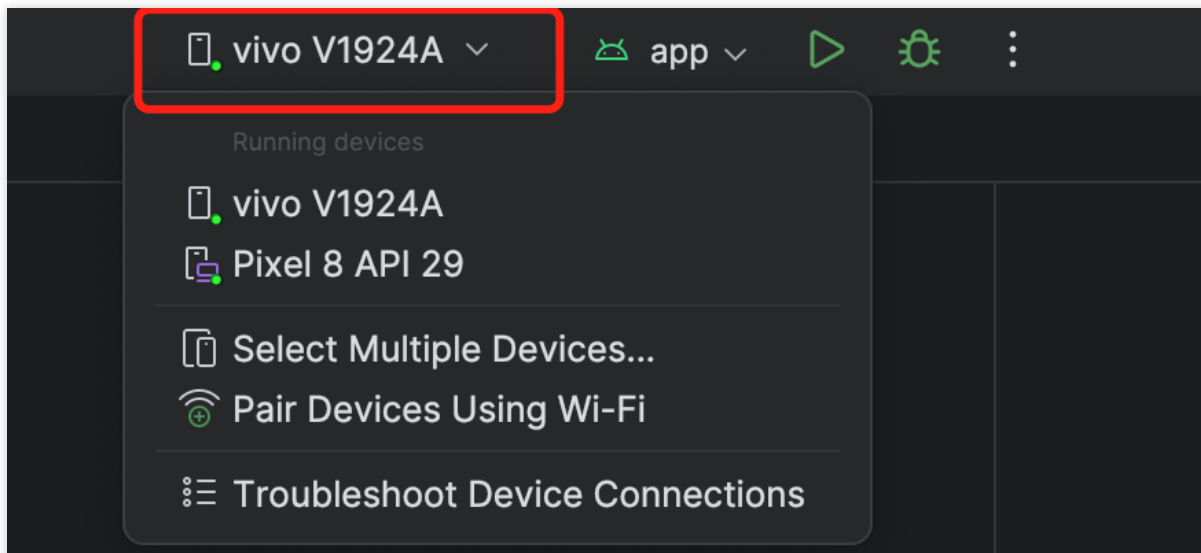 vivo V1924A
app
Running devices
vivo V1924A
Pixel 8 API 29
Select Multiple Devices...
Pair Devices Using Wi-Fi
Troubleshoot Device Connections